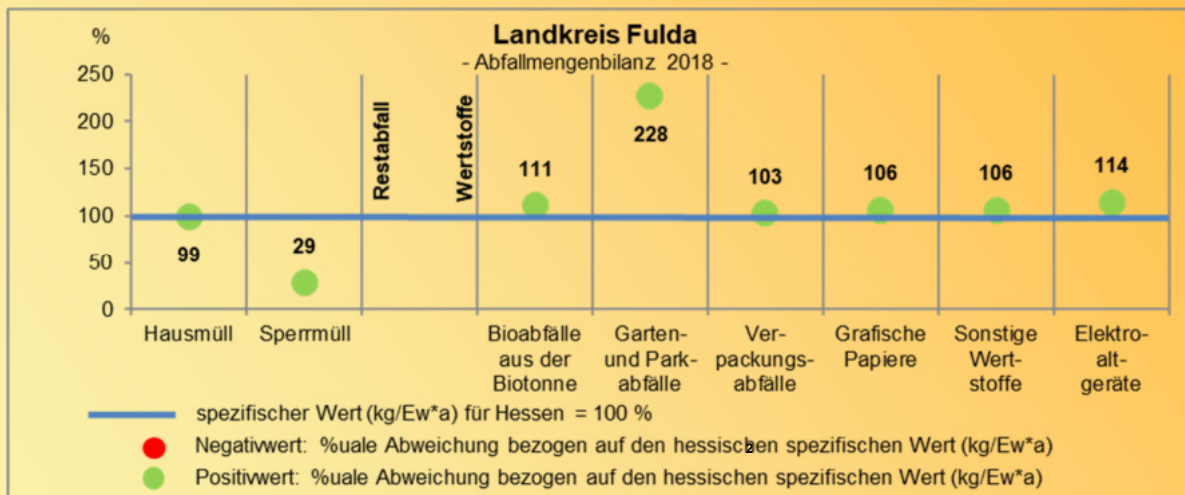 Landkreis Fulda
- Abfallmengenbilanz 2018 -
%
250
200
150
100
50
0
Restabfall
Wertstoffe
99
29
111
228
103
106
106
114
Hausmüll
Sperrmüll
Bioabfälle
aus der
Biotonne
Garten-
und Park-
abfälle
Ver-
packungs-
abfälle
Grafische
Papiere
Sonstige
Wert-
stoffe
Elektro-
alt-
geräte
spezifischer Wert (kg/Ew*a) für Hessen = 100 %
Negativwert: %uale Abweichung bezogen auf den hessischen spezifischen Wert (kg/Ew*a)
2
Positivwert: %uale Abweichung bezogen auf den hessischen spezifischen Wert (kg/Ew*a)